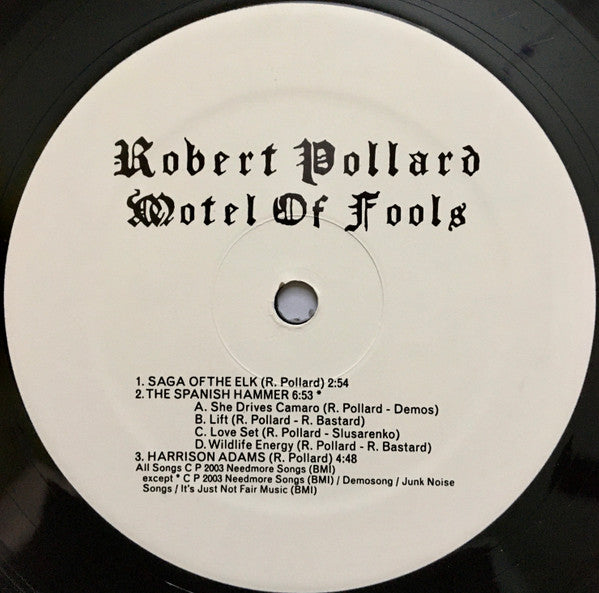 Robert Pollard
Motel Of Fools
1. SAGA OF THE ELK (R. Pollard) 2:54
2. THE SPANISH HAMMER 6:53 *
A. She Drives Camaro (R. Pollard - Demos)
B. Lift (R. Pollard - R. Bastard)
C. Love Set (R. Pollard - Slusarenko)
D. Wildlife Energy (R. Pollard - R. Bastard)
3. HARRISON ADAMS (R. Pollard) 4:48
All Songs C P 2003 Needmore Songs (BMI)
except * C P 2003 Needmore Songs (BMI) / Demosong / Junk Noise
Songs / It's Just Not Fair Music (BMI)